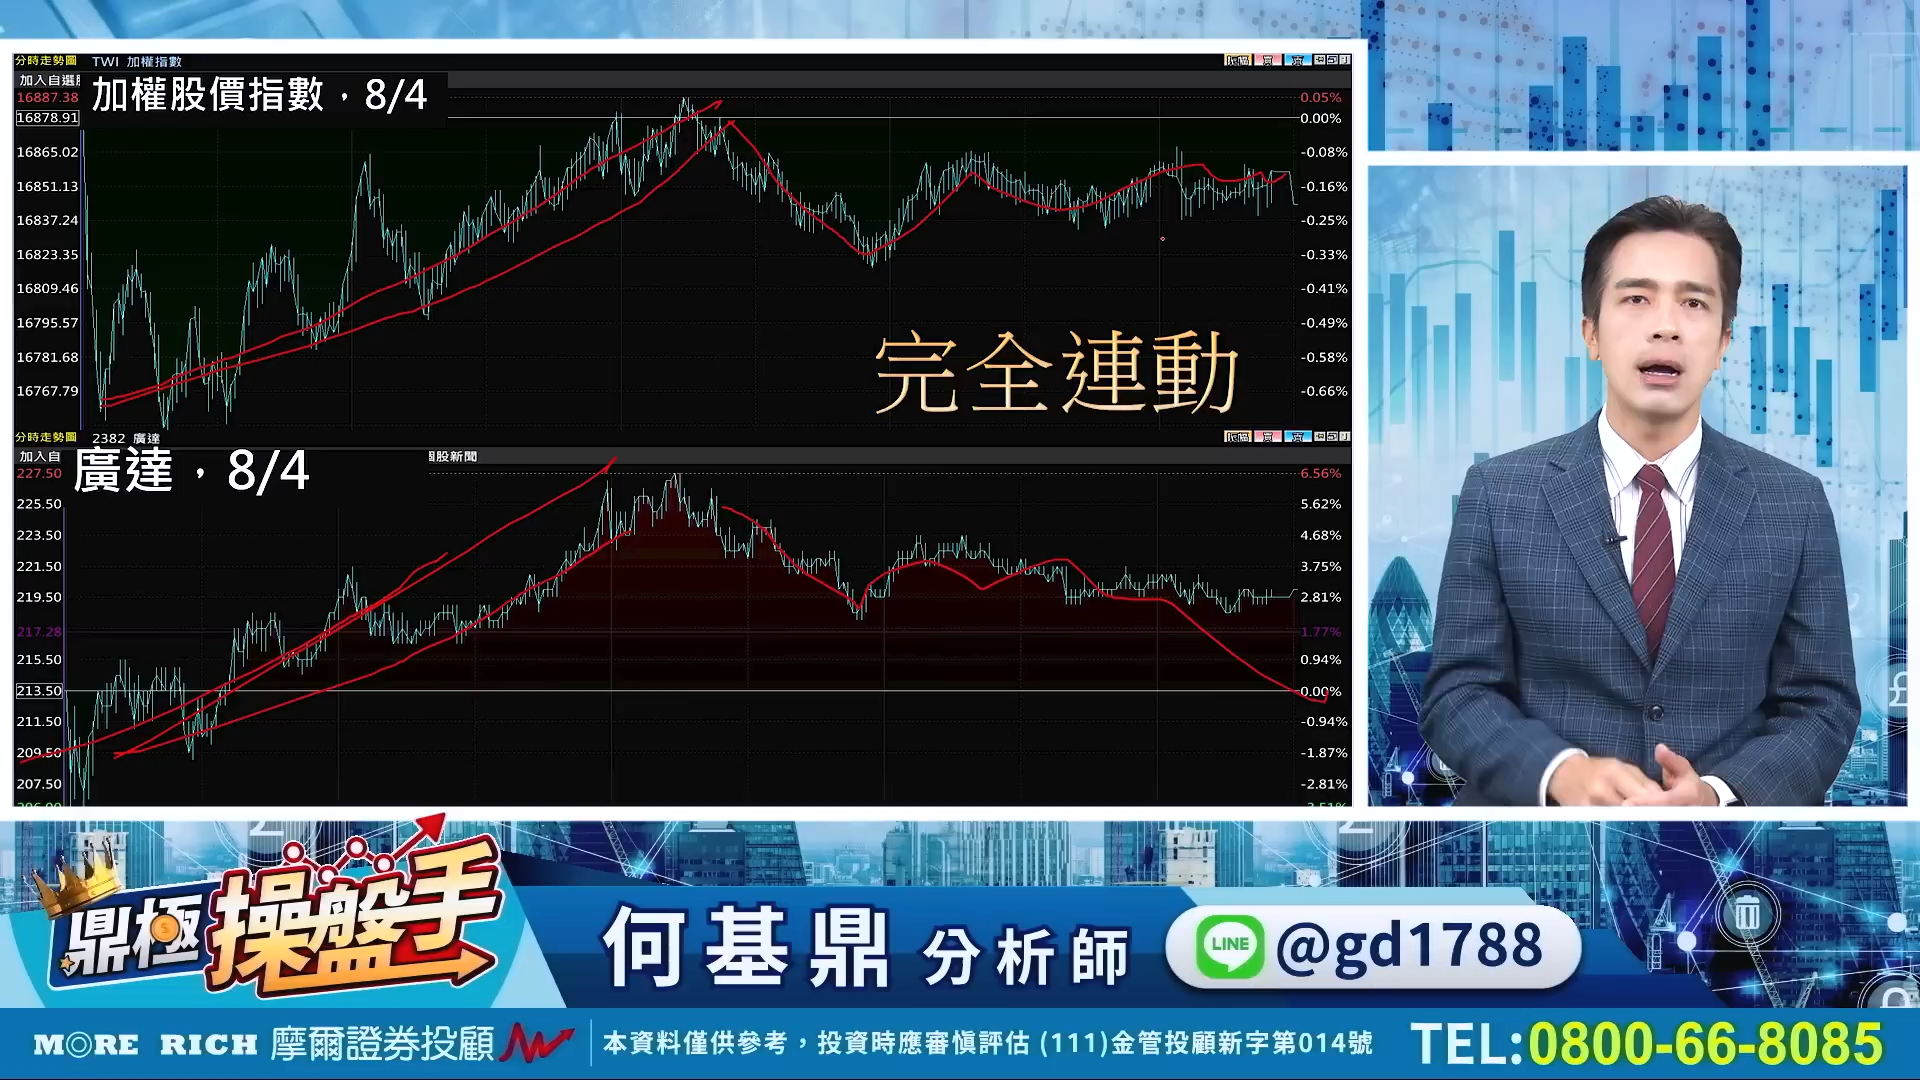 分時走勢圖 TWI 加權指數
加權股價指數，8/4
16887.38 0.05%
16878.91 0.00%
16865.02 -0.08%
16851.13 -0.16%
16837.24 -0.25%
16823.35 -0.33%
16809.46 -0.41%
16795.57 -0.49%
16781.68 -0.58%
16767.79 -0.66%
完全連動
分時走勢圖 2382 廣達
加入自
股新聞
廣達，8/4
227.50 6.56%
225.50 5.62%
223.50 4.68%
221.50 3.75%
219.50 2.81%
217.28 1.77%
215.50 0.94%
213.50 0.00%
211.50 -0.94%
209.50 -1.87%
207.50 -2.81%
鼎極操盤手
何基鼎 分析師
LINE @gd1788
MORE RICH 摩爾證券投顧
本資料僅供參考，投資時應審慎評估 (111)金管投顧新字第014號
TEL:0800-66-8085